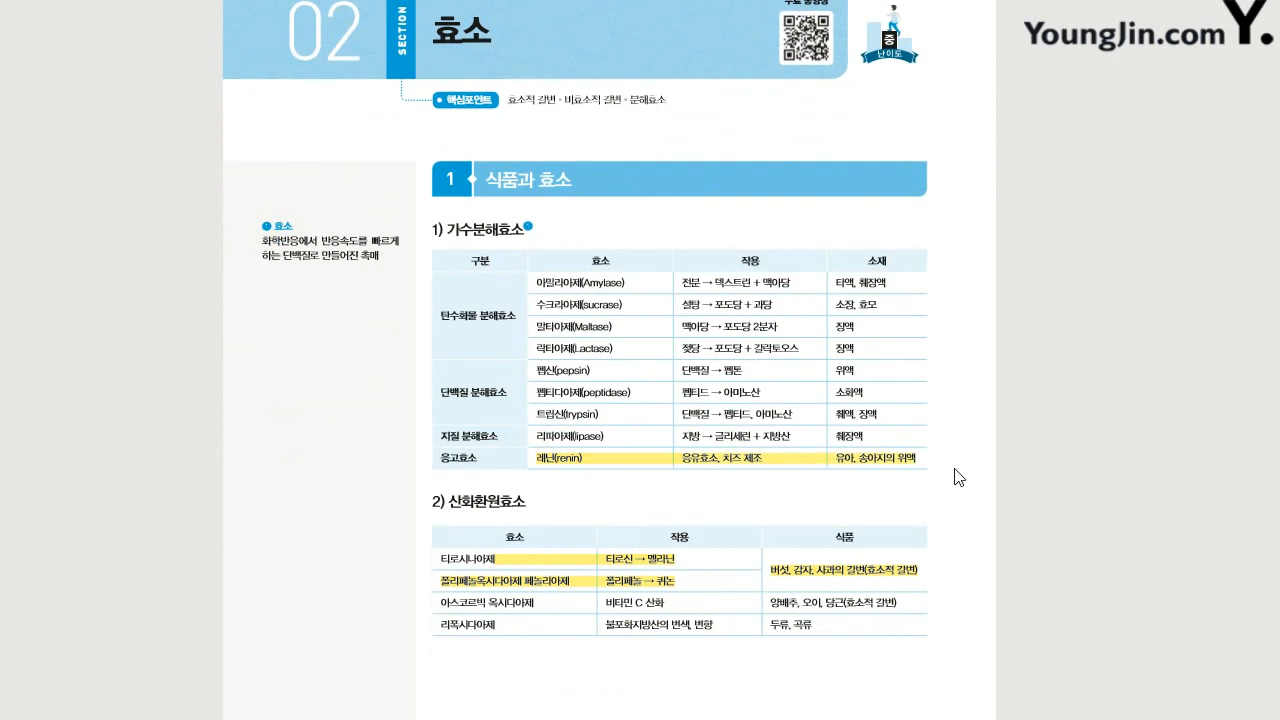 02
SECTION
효소
무료 동영상
중
난이도
YoungJin.com Y.
핵심포인트 효소적 갈변 · 비효소적 갈변 · 분해효소
효소
화학반응에서 반응속도를 빠르게
하는 단백질로 만들어진 촉매
1 식품과 효소
1) 가수분해효소
구분 효소 작용 소재
탄수화물 분해효소 아밀라아제(Amylase) 전분 → 덱스트린 + 맥아당 타액, 췌장액
수크라아제(sucrase) 설탕 → 포도당 + 과당 소장, 효모
말타아제(Maltase) 맥아당 → 포도당 2분자 장액
락타아제(Lactase) 젖당 → 포도당 + 갈락토오스 장액
단백질 분해효소 펩신(pepsin) 단백질 → 펩톤 위액
펩티다아제(peptidase) 펩티드 → 아미노산 소화액
트립신(trypsin) 단백질 → 펩티드, 아미노산 췌액, 장액
지질 분해효소 리파아제(lipase) 지방 → 글리세린 + 지방산 췌장액
응고효소 레닌(renin) 응유효소, 치즈 제조 유아, 송아지의 위액
2) 산화환원효소
효소 작용 식품
티로시나아제 티로신 → 멜라닌 버섯, 감자, 사과의 갈변(효소적 갈변)
폴리페놀옥시다아제 페놀라아제 폴리페놀 → 퀴논
아스코르빅 옥시다아제 비타민 C 산화 양배추, 오이, 당근(효소적 갈변)
리폭시다아제 불포화지방산의 변색, 변향 두류, 곡류